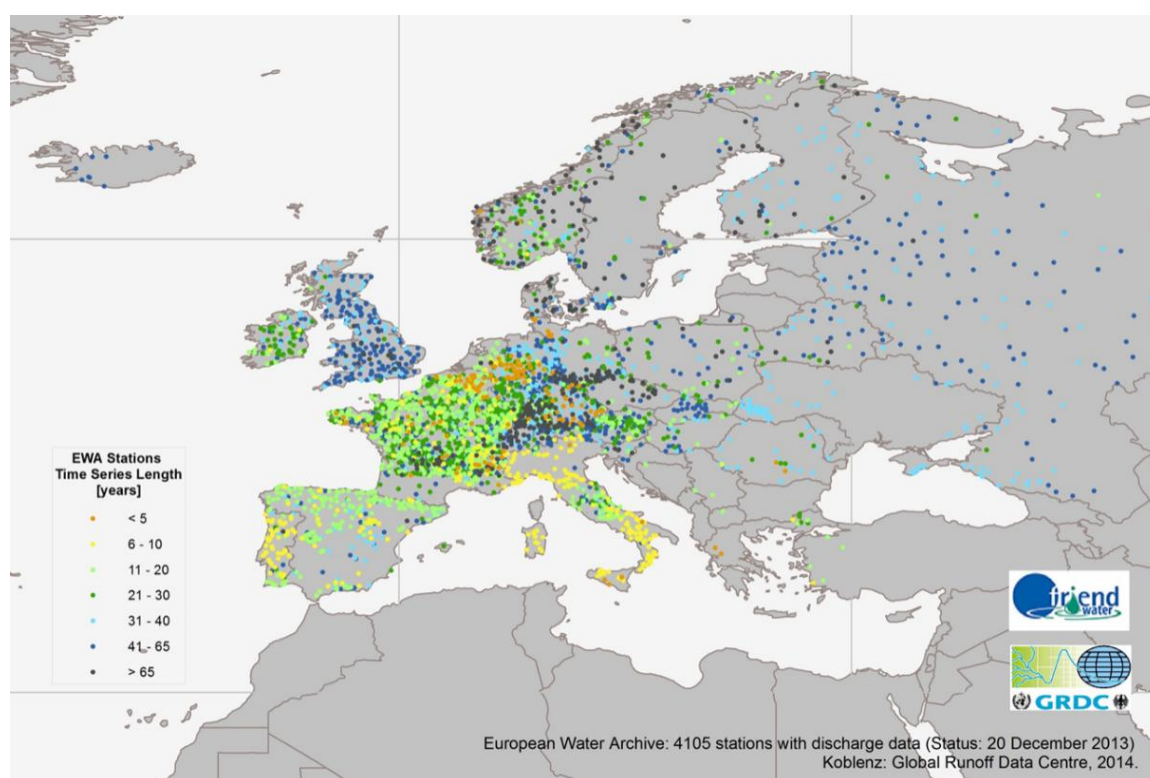 EWA Stations
Time Series Length
[years]
< 5
6 - 10
11 - 20
21 - 30
31 - 40
41 - 65
> 65
friend
water
GRDC
European Water Archive: 4105 stations with discharge data (Status: 20 December 2013)
Koblenz: Global Runoff Data Centre, 2014.